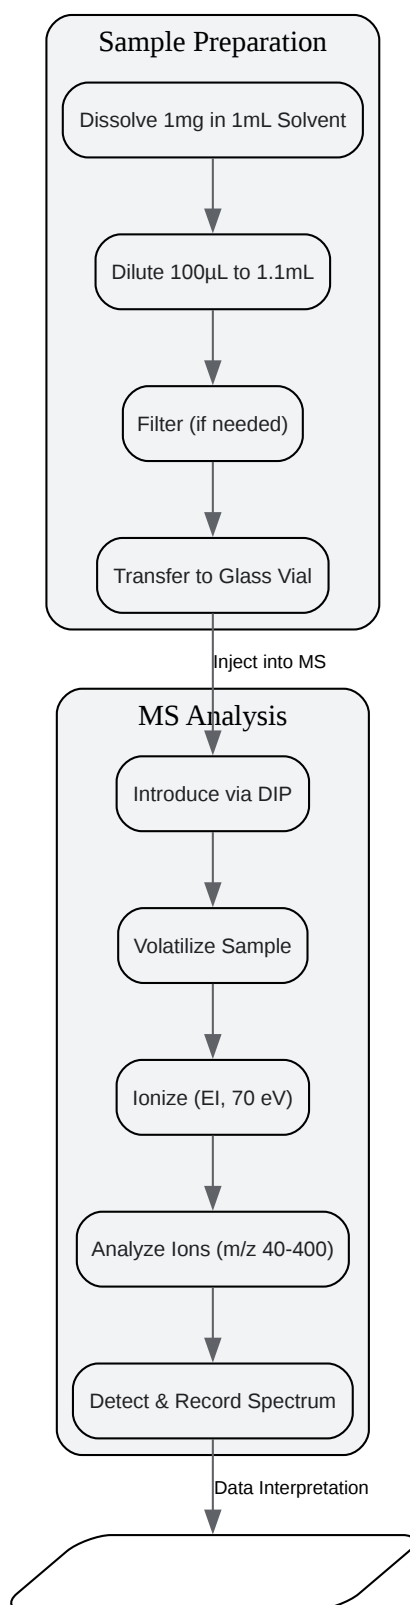 Sample Preparation
Dissolve 1mg in 1mL Solvent
Dilute 100µL to 1.1mL
Filter (if needed)
Transfer to Glass Vial
Inject into MS
MS Analysis
Introduce via DIP
Volatilize Sample
Ionize (EI, 70 eV)
Analyze Ions (m/z 40-400)
Detect & Record Spectrum
Data Interpretation